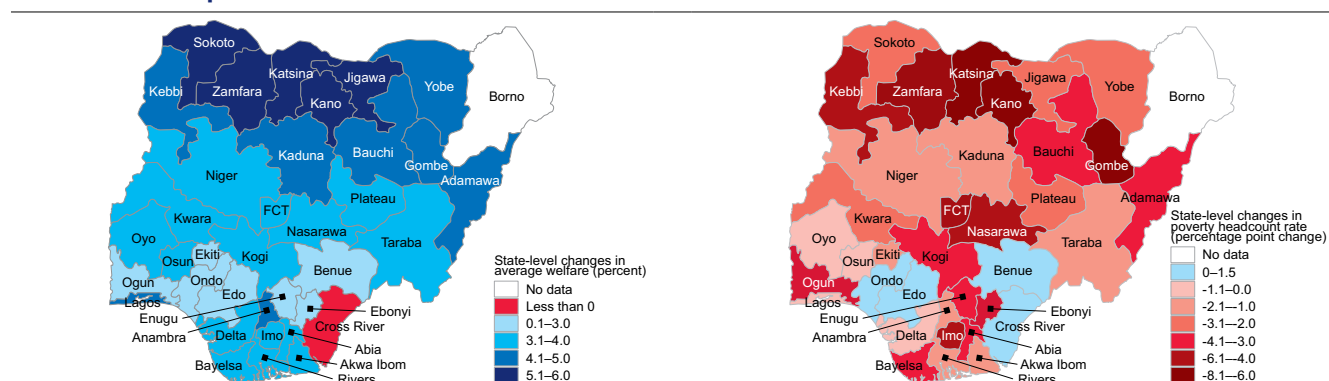 Sokoto
Katsina
Jigawa
Kebbi
Zamfara
Kano
Yobe
Borno
Kaduna
Bauchi
Gombe
Adamawa
Niger
Plateau
FCT
Kwara
Nasarawa
Taraba
Oyo
Osun
Ekiti
Kogi
Benue
Ogun
Ondo
Edo
Lagos
Enugu
Ebonyi
Anambra
Cross River
Delta
Imo
Abia
Bayelsa
Akwa Ibom
Rivers
State-level changes in
average welfare (percent)
No data
Less than 0
0.1–3.0
3.1–4.0
4.1–5.0
5.1–6.0
Sokoto
Katsina
Jigawa
Kebbi
Zamfara
Kano
Yobe
Borno
Kaduna
Bauchi
Gombe
Adamawa
Niger
Plateau
FCT
Kwara
Nasarawa
Taraba
Oyo
Osun
Ekiti
Kogi
Benue
Ogun
Ondo
Edo
Lagos
Enugu
Ebonyi
Anambra
Cross River
Delta
Imo
Abia
Bayelsa
Akwa Ibom
Rivers
State-level changes in
poverty headcount rate
(percentage point change)
No data
0–1.5
-1.1–0.0
-2.1–-1.0
-3.1–-2.0
-4.1–-3.0
-6.1–-4.0
-8.1–-6.0